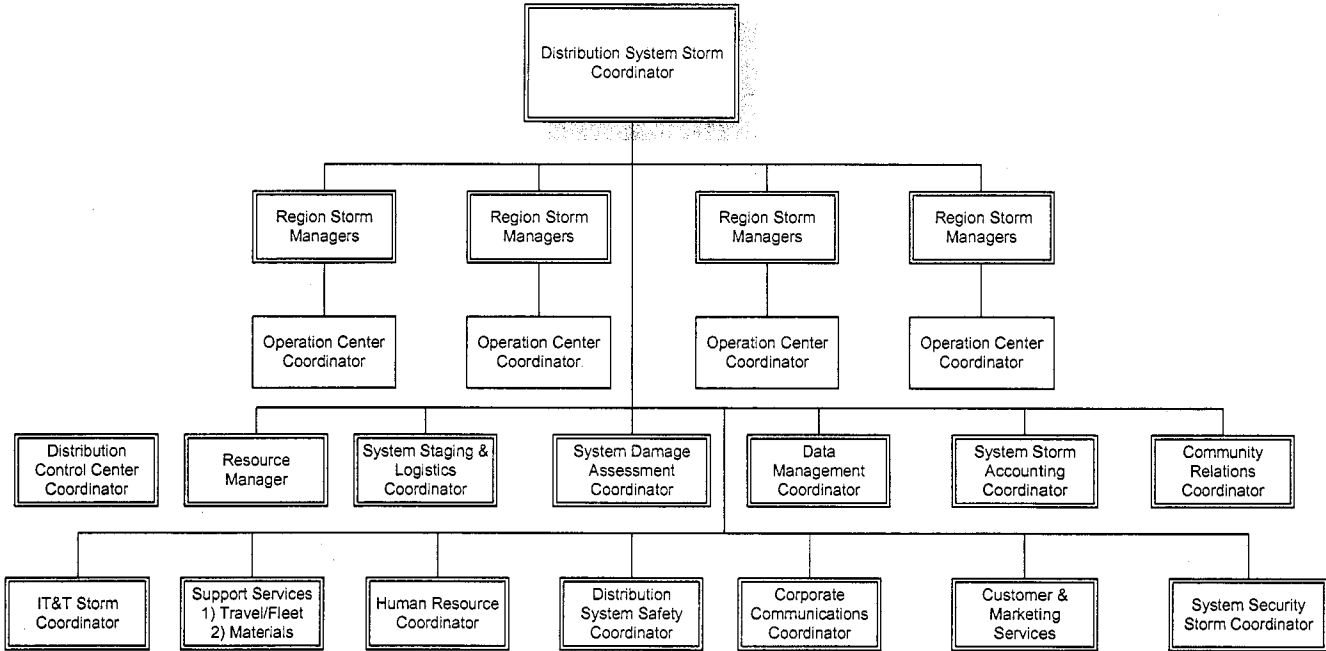 Distribution System Storm
Coordinator
Region Storm
Managers
Region Storm
Managers
Region Storm
Managers
Region Storm
Managers
Operation Center
Coordinator
Operation Center
Coordinator.
Operation Center
Coordinator
Operation Center
Coordinator
Distribution
Control Center
Coordinator
Resource
Manager
System Staging &
Logistics
Coordinator
System Damage
Assessment
Coordinator
Data
Management
Coordinator
System Storm
Accounting
Coordinator
Community
Relations
Coordinator
IT&T Storm
Coordinator
Support Services
1) Travel/Fleet
2) Materials
Human Resource
Coordinator
Distribution
System Safety
Coordinator
Corporate
Communications
Coordinator
Customer &
Marketing
Services
System Security
Storm Coordinator